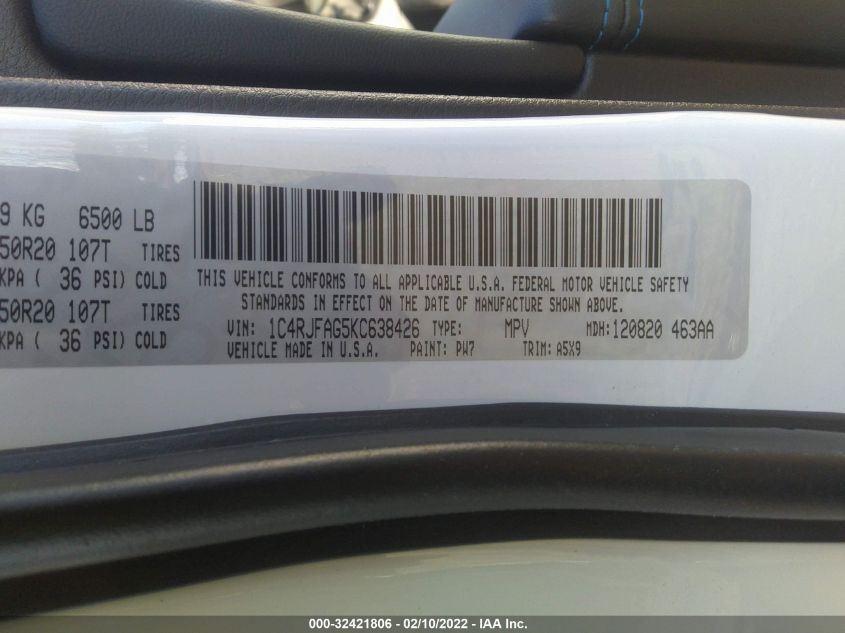 9 KG 6500 LB
50R20 107T TIRES
KPA ( 36 PSI) COLD
50R20 107T TIRES
KPA ( 36 PSI) COLD
THIS VEHICLE CONFORMS TO ALL APPLICABLE U.S.A. FEDERAL MOTOR VEHICLE SAFETY
STANDARDS IN EFFECT ON THE DATE OF MANUFACTURE SHOWN ABOVE.
VIN: 1C4RJFAG5KC638426 TYPE: MPV MDH:120820 463AA
VEHICLE MADE IN U.S.A. PAINT: PW7 TRIM: A5X9
000-32421806 - 02/10/2022 - IAA Inc.